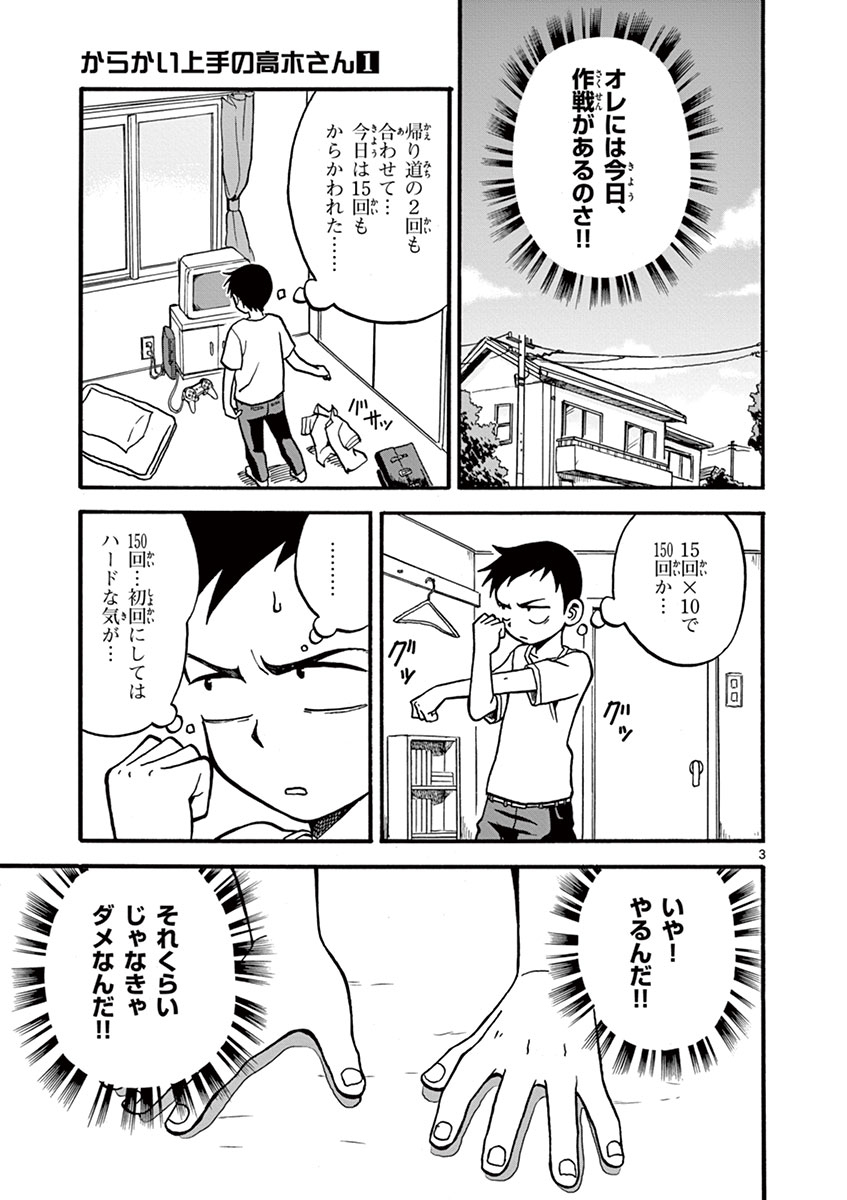 からかい上手の高木さん1
オレには今日、
作戦があるのさ!!
帰り道の2回も
合わせて…
今日は15回も
からかわれた……
ガサッ
15回×10で
150回か…
グッ
グッ
………
150回…初回にしては
ハードな気が…
3
いや!
やるんだ!!
それくらい
じゃなきゃ
ダメなんだ!!